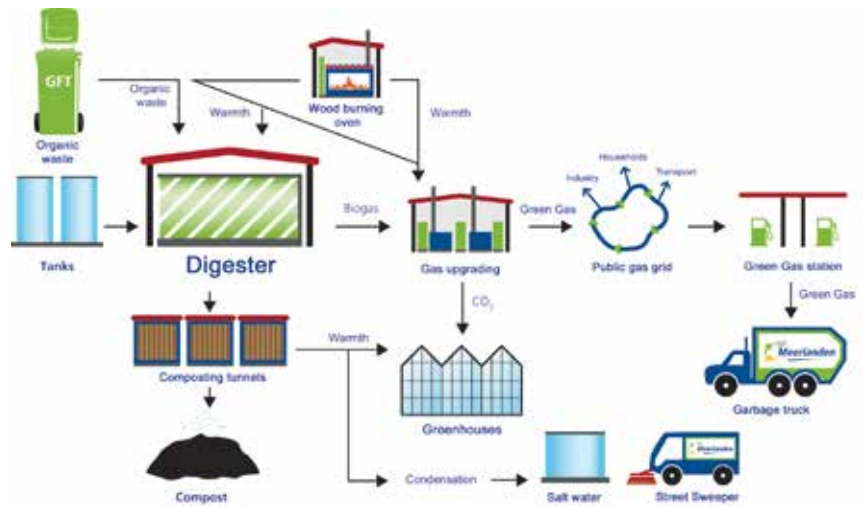 GFT
Organic
waste
Organic
waste
Warmth
Wood burning
oven
Warmth
Tanks
Digester
Biogas
Gas upgrading
Green Gas
Industry
Households
Transport
Public gas grid
Green Gas station
CO2
Green Gas
Composting tunnels
Warmth
Greenhouses
Meerlanden
Garbage truck
Compost
Condensation
Salt water
Meerlanden
Street Sweeper